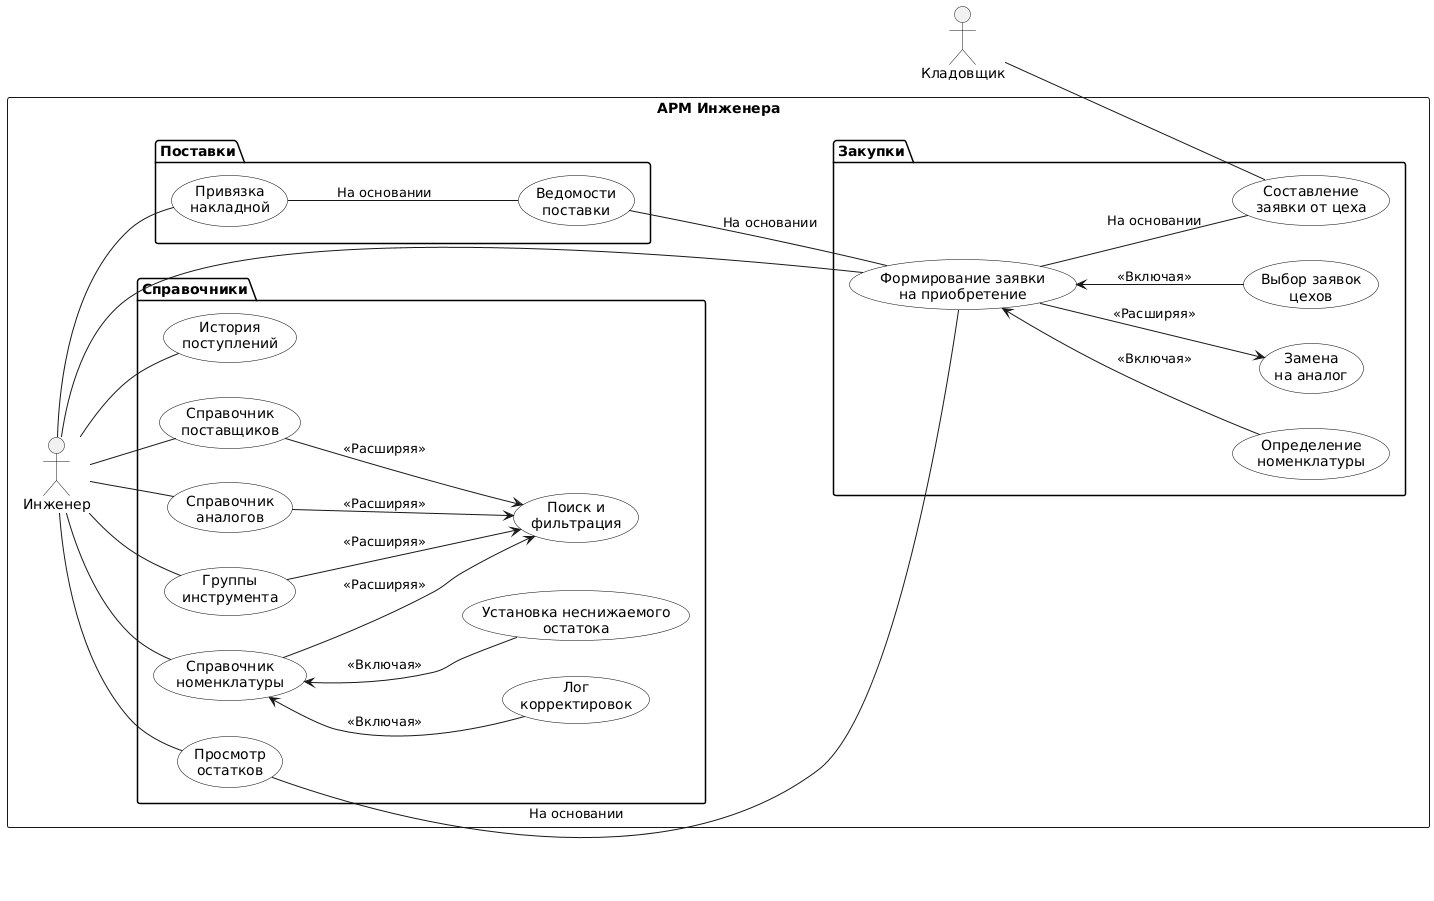 Кладовщик
АРМ Инженера
Поставки
Привязка
накладной
На основании
Ведомости
поставки
На основании
Закупки
Составление
заявки от цеха
На основании
Формирование заявки
на приобретение
«Включая»
Выбор заявок
цехов
«Расширяя»
Замена
на аналог
«Включая»
Определение
номенклатуры
Справочники
История
поступлений
Справочник
поставщиков
«Расширяя»
Инженер
Справочник
аналогов
«Расширяя»
Поиск и
фильтрация
«Расширяя»
Группы
инструмента
«Расширяя»
Установка неснижаемого
остатока
Справочник
номенклатуры
«Включая»
Лог
корректировок
«Включая»
Просмотр
остатков
На основании